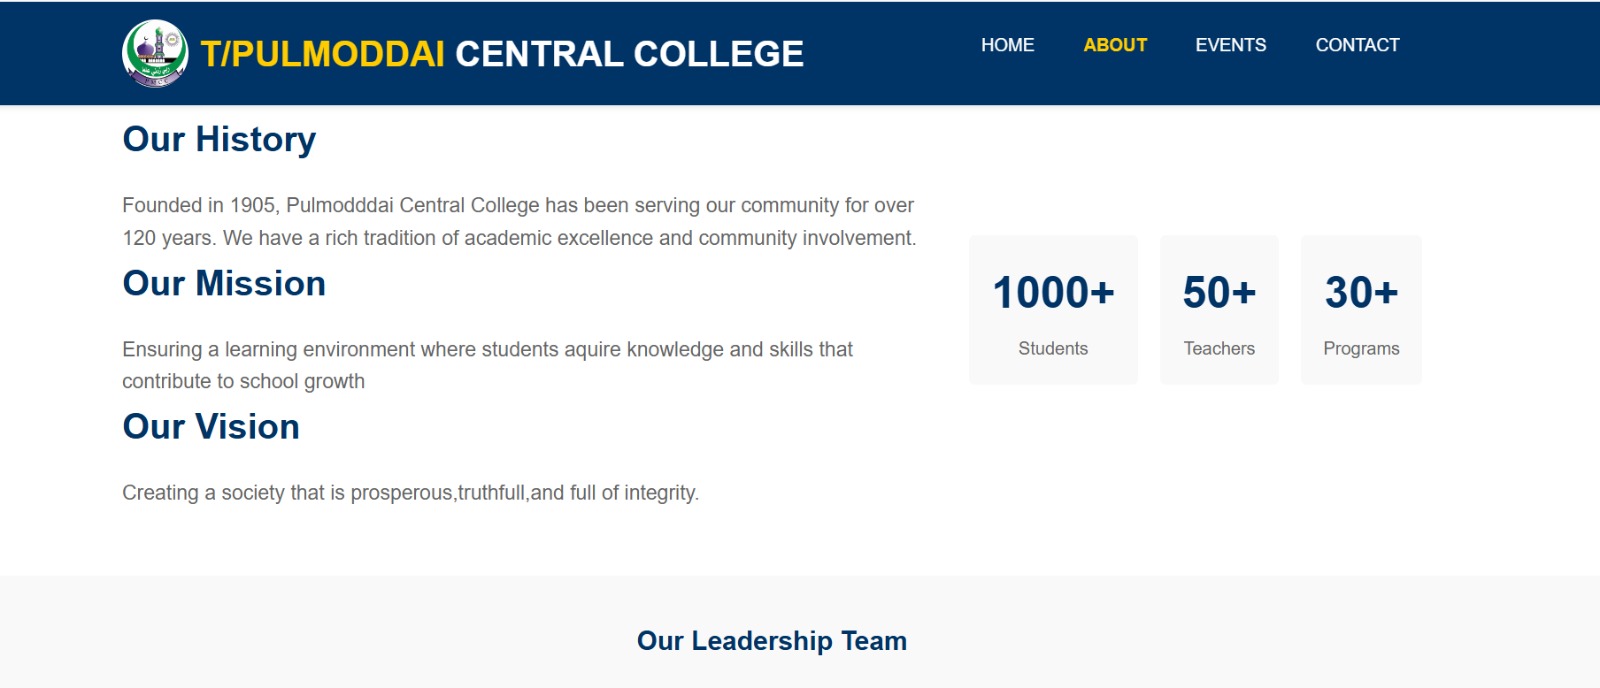 T/PULMODDAI CENTRAL COLLEGE
HOME ABOUT EVENTS CONTACT
Our History
Founded in 1905, Pulmodddai Central College has been serving our community for over
120 years. We have a rich tradition of academic excellence and community involvement.
Our Mission
Ensuring a learning environment where students aquire knowledge and skills that
contribute to school growth
Our Vision
Creating a society that is prosperous,truthfull,and full of integrity.
1000+ 50+ 30+
Students Teachers Programs
Our Leadership Team